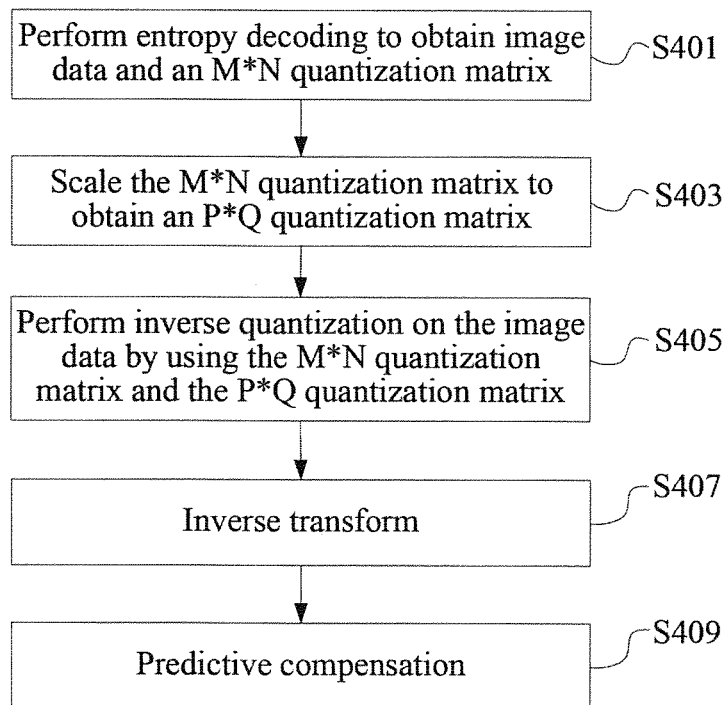 Perform entropy decoding to obtain image
data and an M*N quantization matrix
S401
Scale the M*N quantization matrix to
obtain an P*Q quantization matrix
S403
Perform inverse quantization on the image
data by using the M*N quantization
matrix and the P*Q quantization matrix
S405
Inverse transform
S407
Predictive compensation
S409